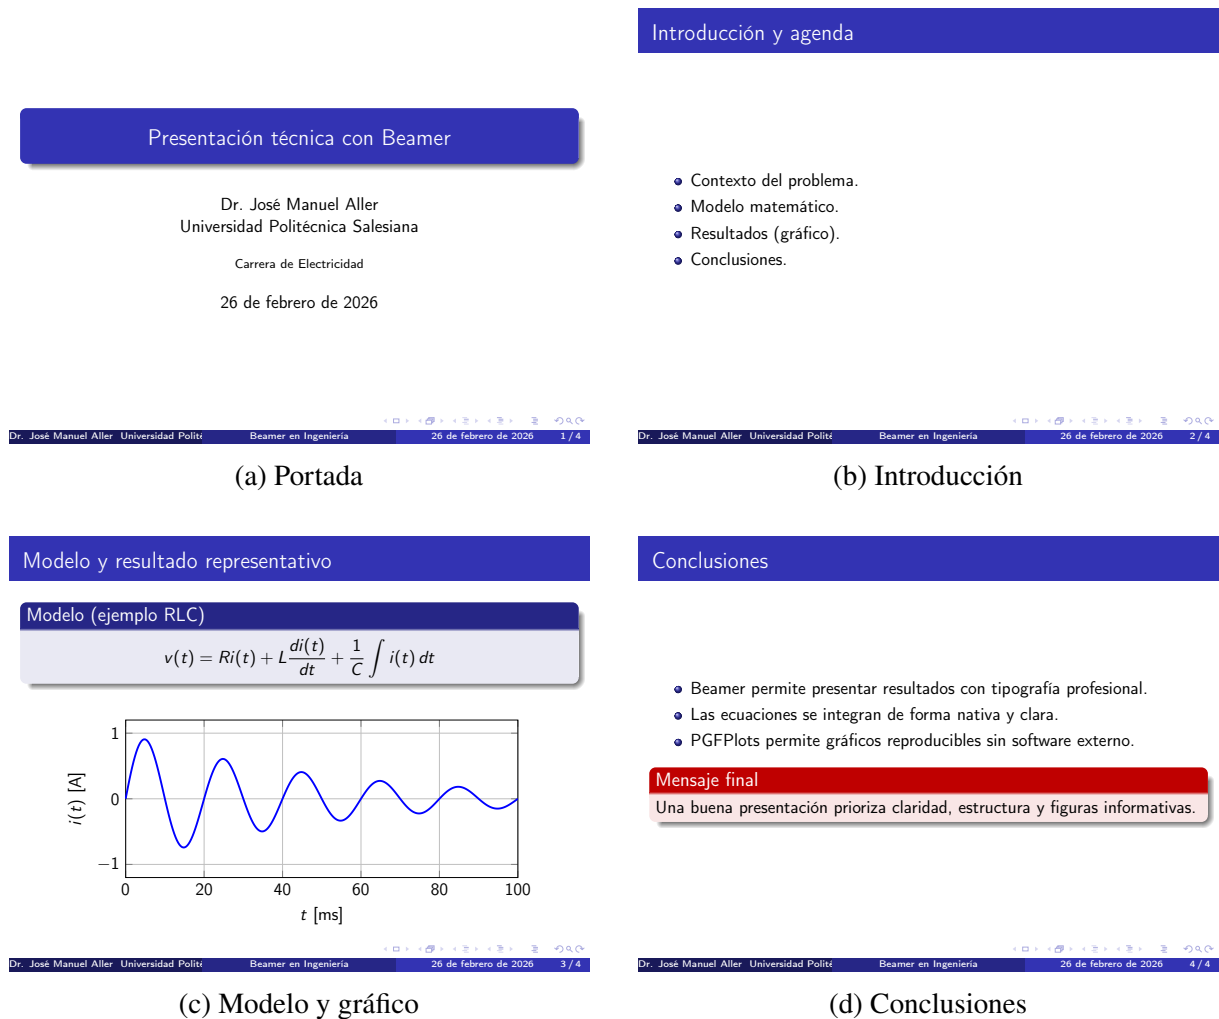 Presentación técnica con Beamer
Dr. José Manuel Aller
Universidad Politécnica Salesiana
Carrera de Electricidad
26 de febrero de 2026
Dr. José Manuel Aller Universidad Polité Beamer en Ingeniería 26 de febrero de 2026 1 / 4
(a) Portada
Introducción y agenda
Contexto del problema.
Modelo matemático.
Resultados (gráfico).
Conclusiones.
Dr. José Manuel Aller Universidad Polité Beamer en Ingeniería 26 de febrero de 2026 2 / 4
(b) Introducción
Modelo y resultado representativo
Modelo (ejemplo RLC)
v(t) = Ri(t) + L di(t)/dt + 1/C ∫ i(t) dt
1
0
−1
i(t) [A]
0 20 40 60 80 100
t [ms]
Dr. José Manuel Aller Universidad Polité Beamer en Ingeniería 26 de febrero de 2026 3 / 4
(c) Modelo y gráfico
Conclusiones
Beamer permite presentar resultados con tipografía profesional.
Las ecuaciones se integran de forma nativa y clara.
PGFPlots permite gráficos reproducibles sin software externo.
Mensaje final
Una buena presentación prioriza claridad, estructura y figuras informativas.
Dr. José Manuel Aller Universidad Polité Beamer en Ingeniería 26 de febrero de 2026 4 / 4
(d) Conclusiones